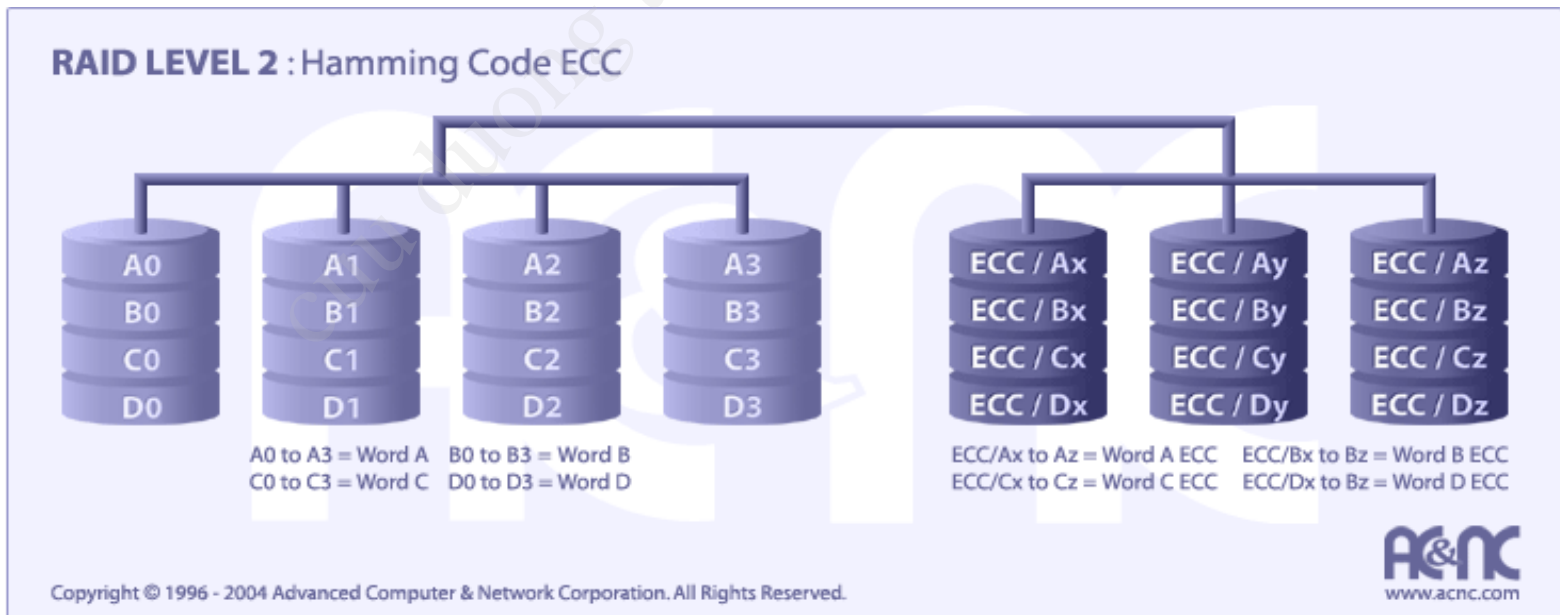 RAID LEVEL 2 : Hamming Code ECC
A0 A1 A2 A3 ECC / Ax ECC / Ay ECC / Az
B0 B1 B2 B3 ECC / Bx ECC / By ECC / Bz
C0 C1 C2 C3 ECC / Cx ECC / Cy ECC / Cz
D0 D1 D2 D3 ECC / Dx ECC / Dy ECC / Dz
A0 to A3 = Word A B0 to B3 = Word B ECC/Ax to Az = Word A ECC ECC/Bx to Bz = Word B ECC
C0 to C3 = Word C D0 to D3 = Word D ECC/Cx to Cz = Word C ECC ECC/Dx to Bz = Word D ECC
AC&NC
Copyright © 1996 - 2004 Advanced Computer & Network Corporation. All Rights Reserved. www.acnc.com
cuu duong